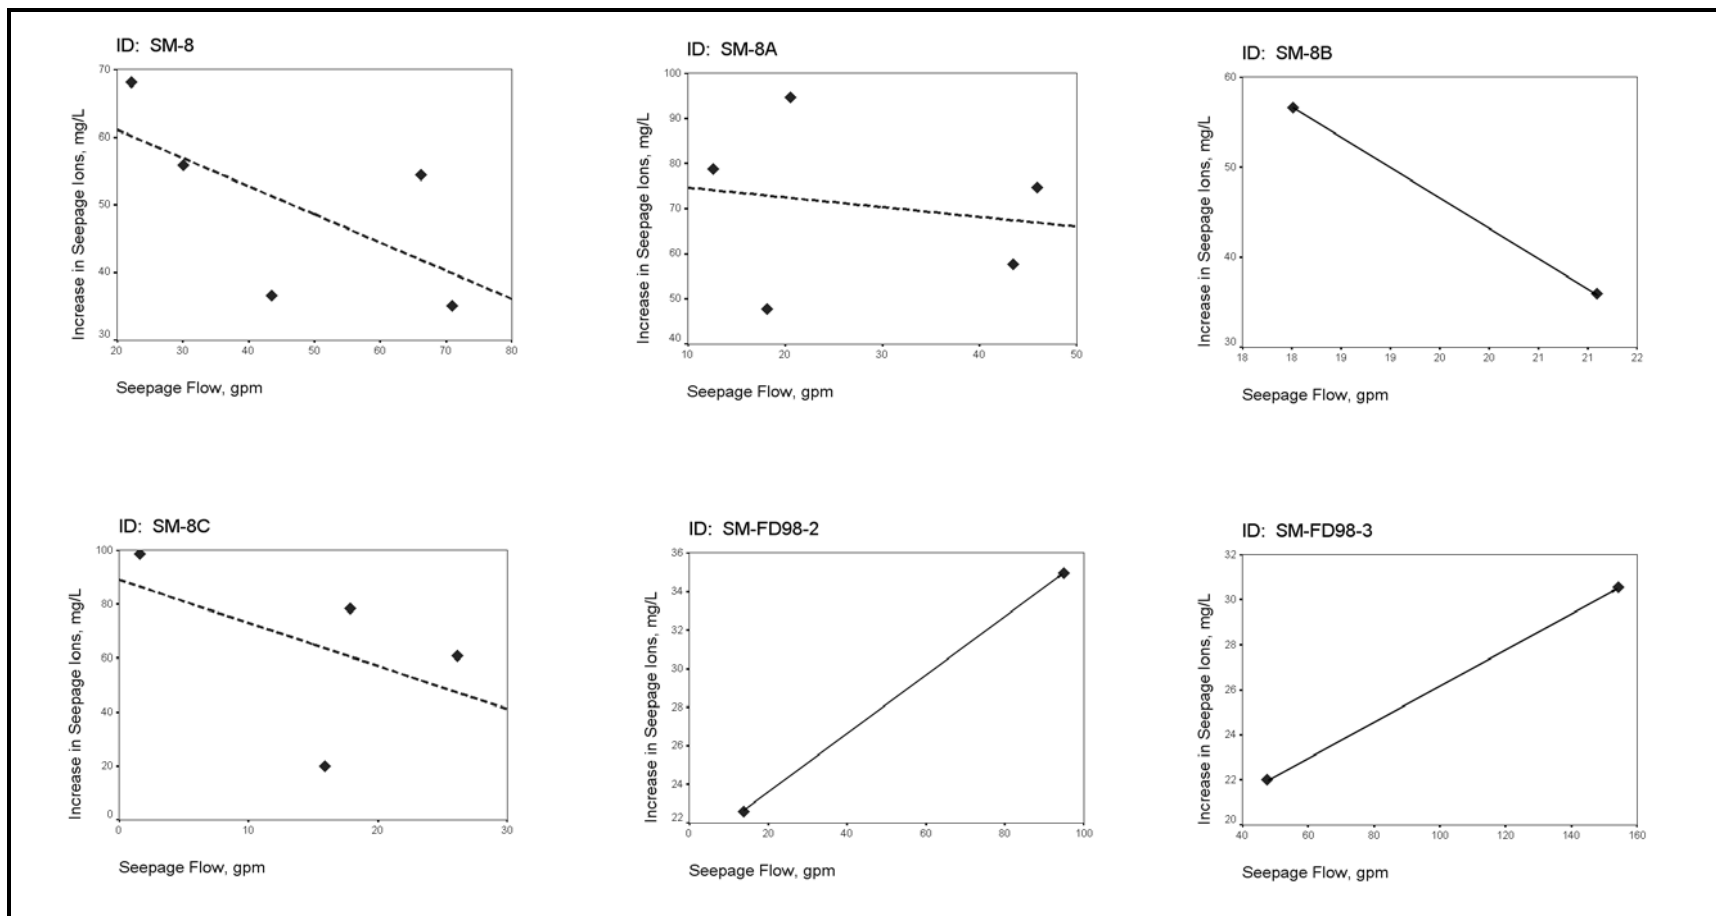 ID: SM-8
Increase in Seepage Ions, mg/L
70
60
50
40
30
20 30 40 50 60 70 80
Seepage Flow, gpm
ID: SM-8A
Increase in Seepage Ions, mg/L
100
90
80
70
60
50
40
10 20 30 40 50
Seepage Flow, gpm
ID: SM-8B
Increase in Seepage Ions, mg/L
60
50
40
30
18 18 19 19 20 20 21 21 22
Seepage Flow, gpm
ID: SM-8C
Increase in Seepage Ions, mg/L
100
80
60
40
20
0
0 10 20 30
Seepage Flow, gpm
ID: SM-FD98-2
Increase in Seepage Ions, mg/L
36
35
34
32
30
28
26
24
22
0 20 40 60 80 100
Seepage Flow, gpm
ID: SM-FD98-3
Increase in Seepage Ions, mg/L
32
30
28
26
24
22
20
40 60 80 100 120 140 160
Seepage Flow, gpm